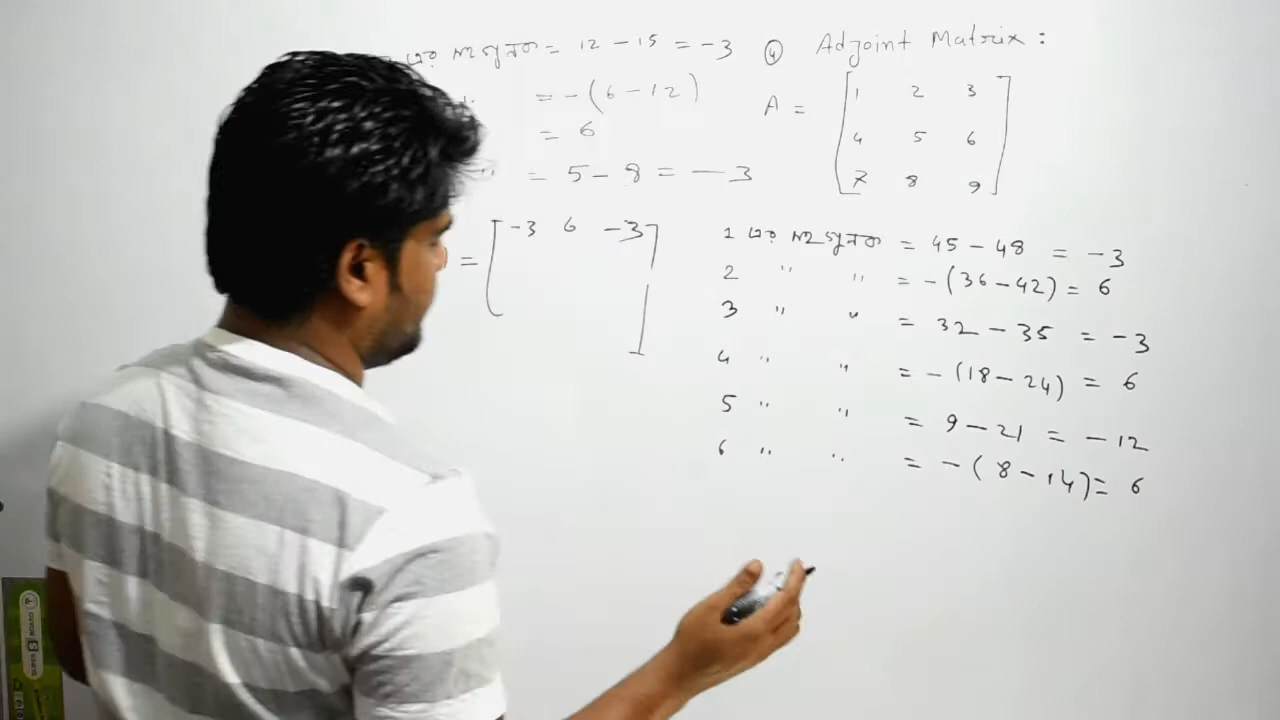 এর সহগুনক = 12 - 15 = -3
= -(6-12)
= 6
" = 5 - 8 = -3
= [ -3 6 -3 ]
④ Adjoint Matrix :
A = [ 1 2 3
4 5 6
7 8 9 ]
1 এর সহগুনক = 45 - 48 = -3
2 " " = -(36-42) = 6
3 " " = 32 - 35 = -3
4 " " = -(18-24) = 6
5 " " = 9 - 21 = -12
6 " " = -(8-14) = 6
SUPER S BOARD